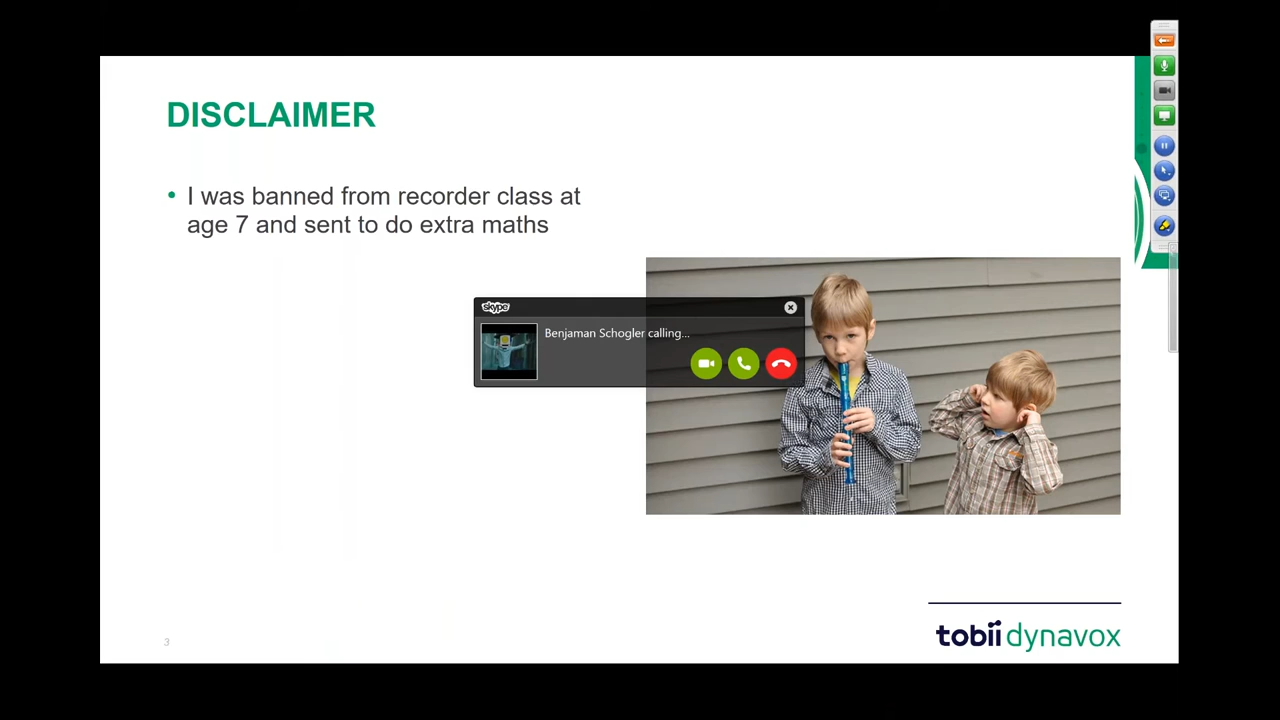 DISCLAIMER
• I was banned from recorder class at
age 7 and sent to do extra maths
skype
Benjaman Schogler calling...
3
tobii dynavox